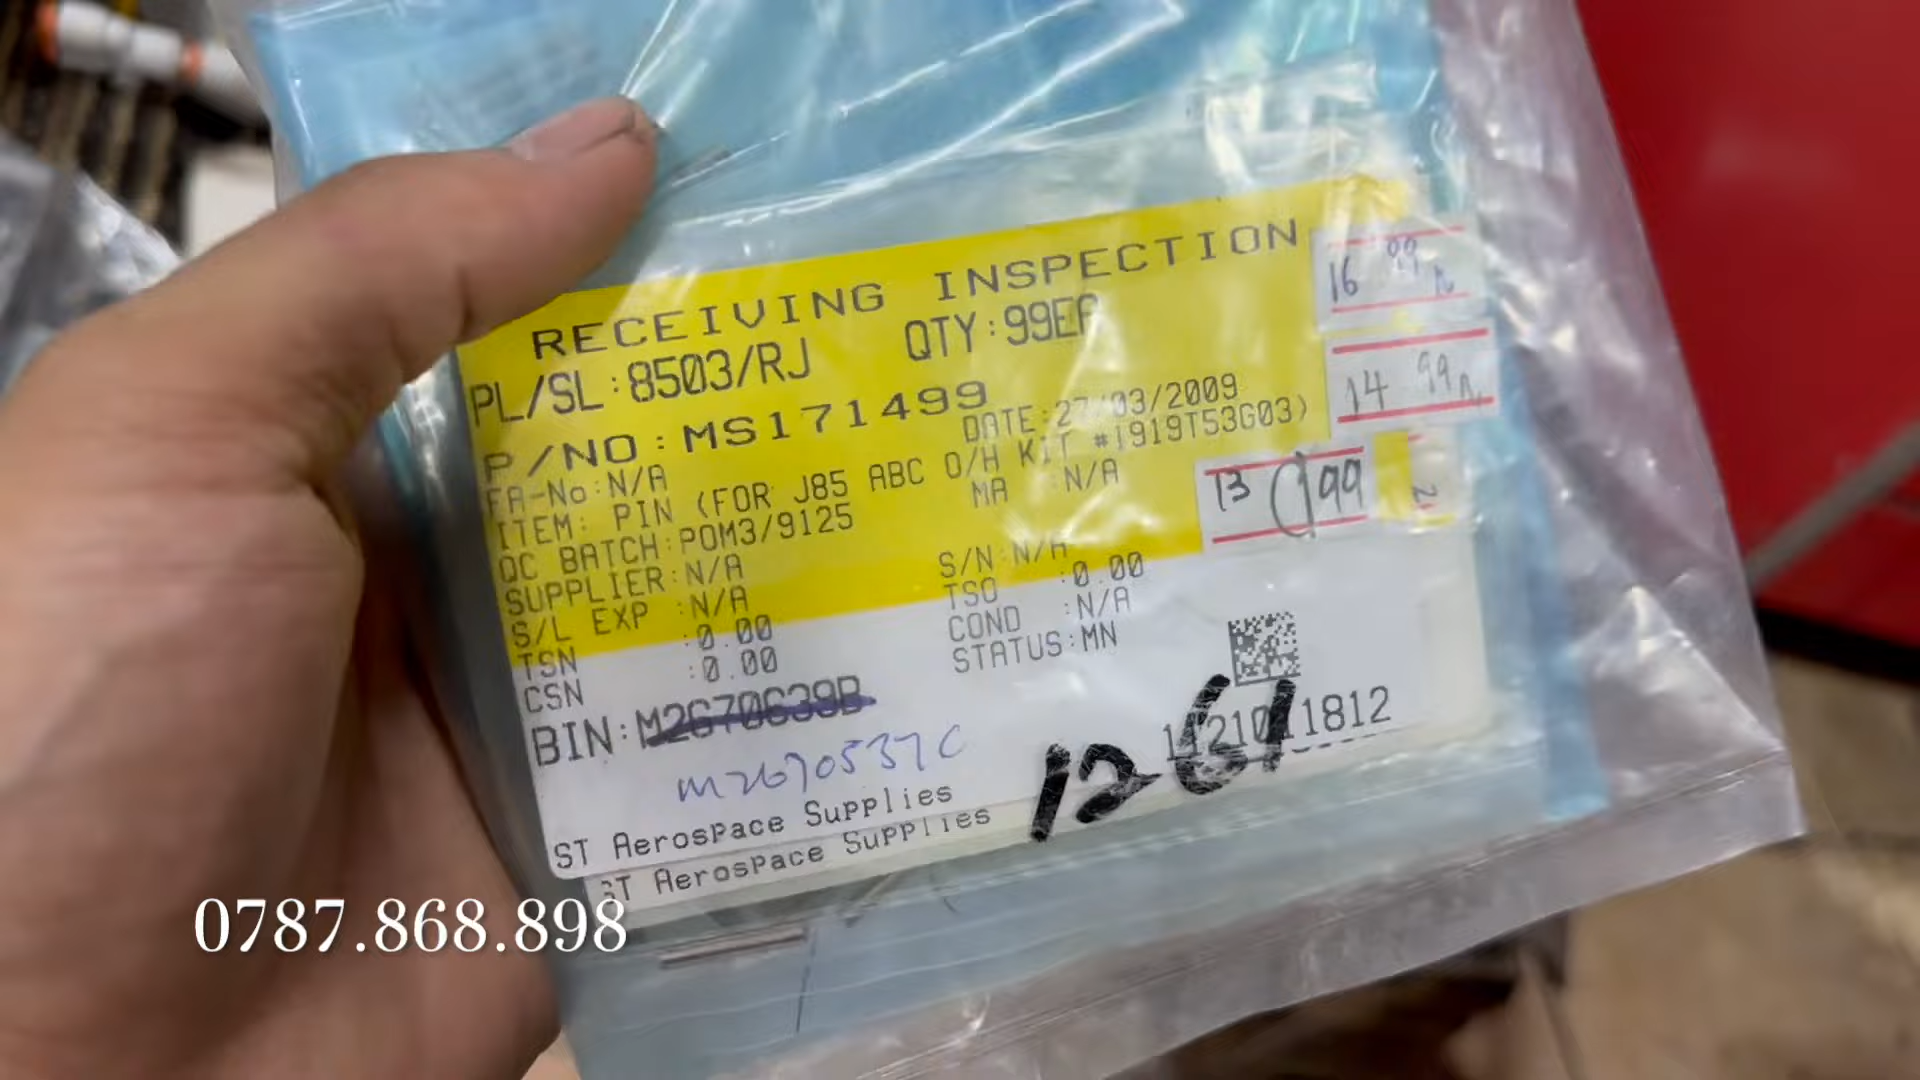 RECEIVING INSPECTION
PL/SL:8503/RJ QTY:99EA
P/NO:MS171499
DATE:27/03/2009
FA-No:N/A
ITEM: PIN (FOR J85 ABC O/H KIT #1919T53G03)
QC BATCH:POM3/9125 MA :N/A
SUPPLIER:N/A S/N:N/A
S/L EXP :N/A TSO :0.00
TSN :0.00 COND :N/A
CSN :0.00 STATUS:MN
BIN:M2670639B
M2670537C
1261
ST Aerospace Supplies
ST Aerospace Supplies
16 99
14 99
13 99
0787.868.898